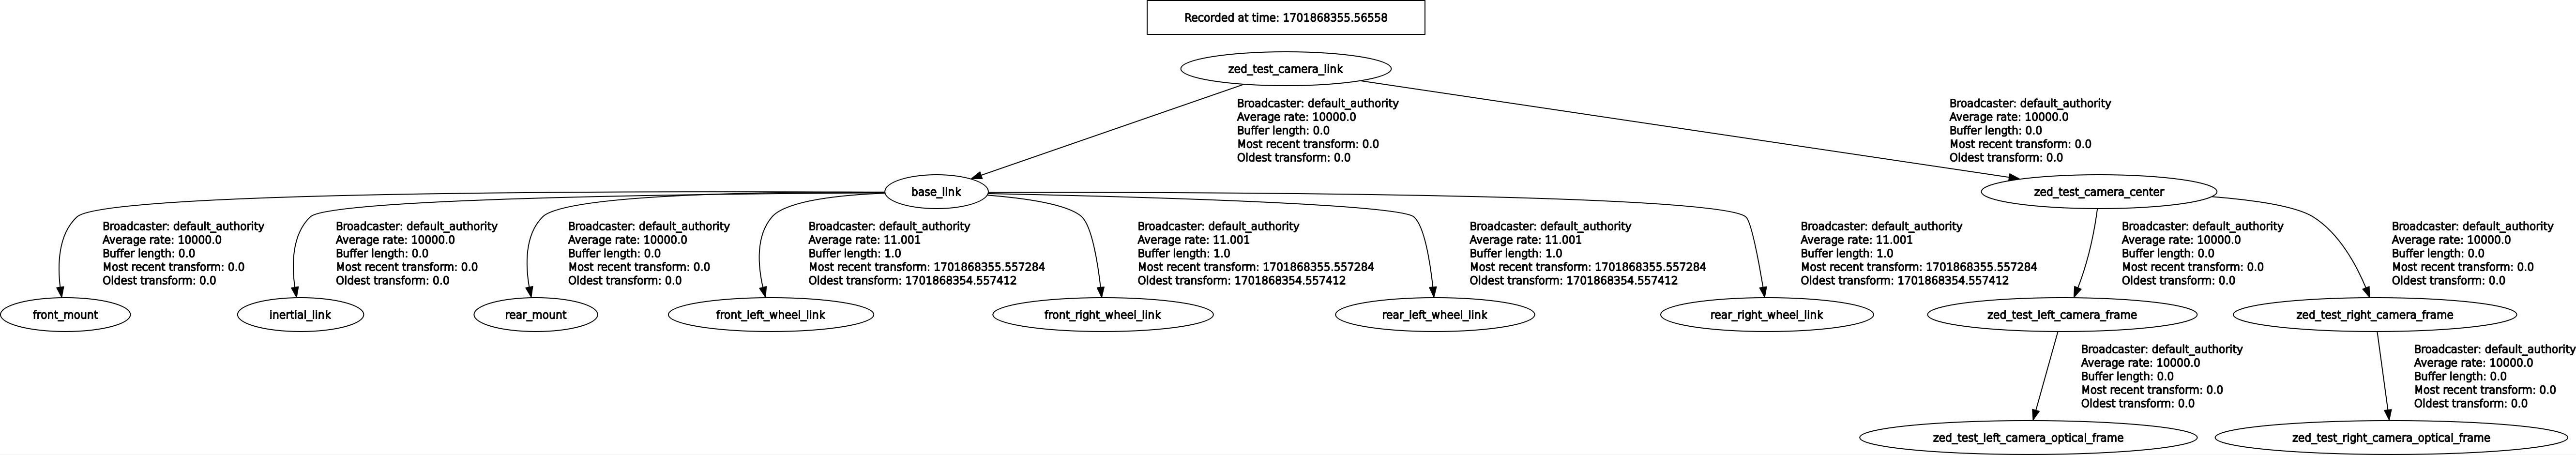 Recorded at time: 1701868355.56558
zed_test_camera_link
Broadcaster: default_authority
Average rate: 10000.0
Buffer length: 0.0
Most recent transform: 0.0
Oldest transform: 0.0
Broadcaster: default_authority
Average rate: 10000.0
Buffer length: 0.0
Most recent transform: 0.0
Oldest transform: 0.0
base_link
zed_test_camera_center
Broadcaster: default_authority
Average rate: 10000.0
Buffer length: 0.0
Most recent transform: 0.0
Oldest transform: 0.0
Broadcaster: default_authority
Average rate: 10000.0
Buffer length: 0.0
Most recent transform: 0.0
Oldest transform: 0.0
Broadcaster: default_authority
Average rate: 10000.0
Buffer length: 0.0
Most recent transform: 0.0
Oldest transform: 0.0
Broadcaster: default_authority
Average rate: 11.001
Buffer length: 1.0
Most recent transform: 1701868355.557284
Oldest transform: 1701868354.557412
Broadcaster: default_authority
Average rate: 11.001
Buffer length: 1.0
Most recent transform: 1701868355.557284
Oldest transform: 1701868354.557412
Broadcaster: default_authority
Average rate: 11.001
Buffer length: 1.0
Most recent transform: 1701868355.557284
Oldest transform: 1701868354.557412
Broadcaster: default_authority
Average rate: 11.001
Buffer length: 1.0
Most recent transform: 1701868355.557284
Oldest transform: 1701868354.557412
Broadcaster: default_authority
Average rate: 10000.0
Buffer length: 0.0
Most recent transform: 0.0
Oldest transform: 0.0
Broadcaster: default_authority
Average rate: 10000.0
Buffer length: 0.0
Most recent transform: 0.0
Oldest transform: 0.0
front_mount
inertial_link
rear_mount
front_left_wheel_link
front_right_wheel_link
rear_left_wheel_link
rear_right_wheel_link
zed_test_left_camera_frame
zed_test_right_camera_frame
Broadcaster: default_authority
Average rate: 10000.0
Buffer length: 0.0
Most recent transform: 0.0
Oldest transform: 0.0
Broadcaster: default_authority
Average rate: 10000.0
Buffer length: 0.0
Most recent transform: 0.0
Oldest transform: 0.0
zed_test_left_camera_optical_frame
zed_test_right_camera_optical_frame